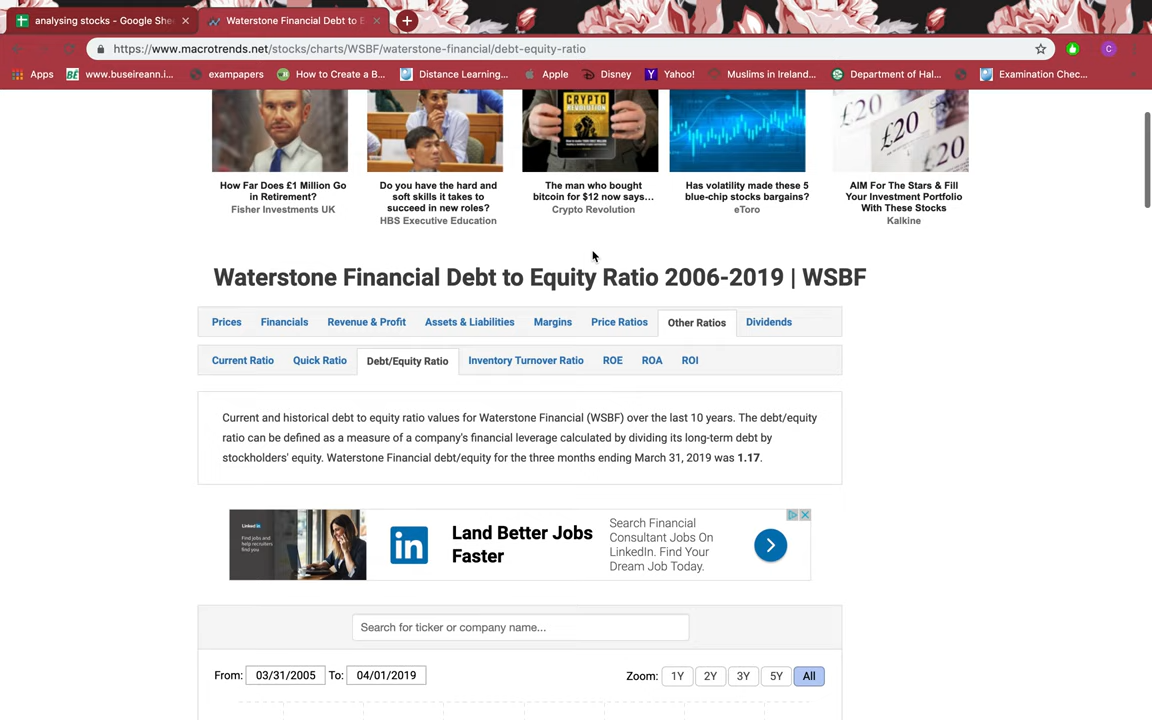 analysing stocks - Google She
Waterstone Financial Debt to E
https://www.macrotrends.net/stocks/charts/WSBF/waterstone-financial/debt-equity-ratio
C
Apps
BÉ www.buseireann.i...
exampapers
How to Create a B...
Distance Learning...
Apple
Disney
Yahoo!
Muslims in Ireland...
Department of Hal...
Examination Chec...
CRYPTO
REVOLUTION
£20
£20
How Far Does £1 Million Go
in Retirement?
Fisher Investments UK
Do you have the hard and
soft skills it takes to
succeed in new roles?
HBS Executive Education
The man who bought
bitcoin for $12 now says...
Crypto Revolution
Has volatility made these 5
blue-chip stocks bargains?
eToro
AIM For The Stars & Fill
Your Investment Portfolio
With These Stocks
Kalkine
Waterstone Financial Debt to Equity Ratio 2006-2019 | WSBF
Prices Financials Revenue & Profit Assets & Liabilities Margins Price Ratios Other Ratios Dividends
Current Ratio Quick Ratio Debt/Equity Ratio Inventory Turnover Ratio ROE ROA ROI
Current and historical debt to equity ratio values for Waterstone Financial (WSBF) over the last 10 years. The debt/equity
ratio can be defined as a measure of a company's financial leverage calculated by dividing its long-term debt by
stockholders' equity. Waterstone Financial debt/equity for the three months ending March 31, 2019 was 1.17.
LinkedIn
Find jobs and
help recruiters
find you
in
Land Better Jobs
Faster
Search Financial
Consultant Jobs On
LinkedIn. Find Your
Dream Job Today.
Search for ticker or company name...
From: 03/31/2005 To: 04/01/2019
Zoom: 1Y 2Y 3Y 5Y All